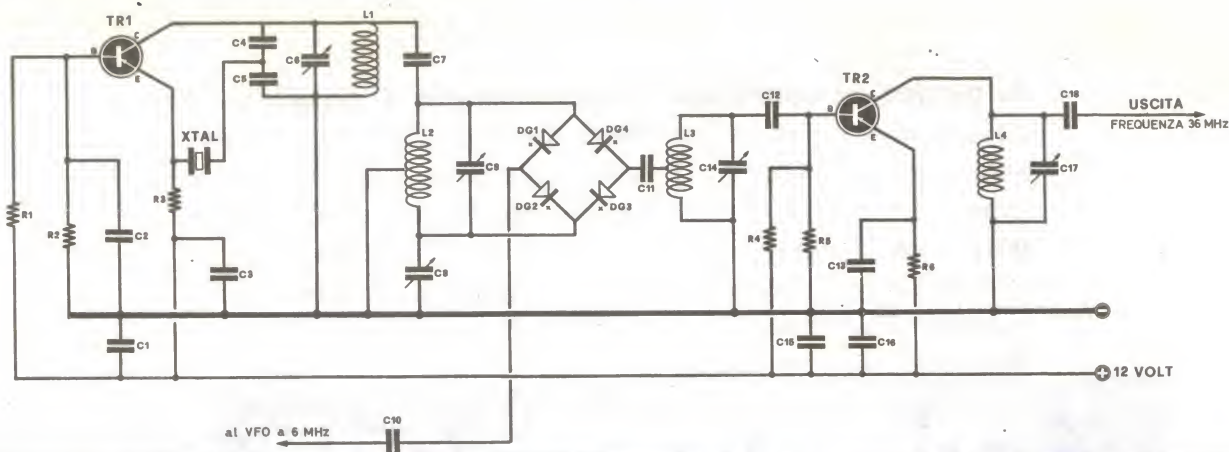 TR1
C
B
E
L1
C4
C5
C6
C7
XTAL
R1
R2
R3
C2
C3
C1
L2
C9
C8
DG1
DG4
DG2
DG3
C11
L3
C14
C12
TR2
B
E
R4
R5
C13
R6
L4
C17
C18
USCITA
FREQUENZA 36 MHz
C15
C16
12 VOLT
al VFO a 6 MHz
C10